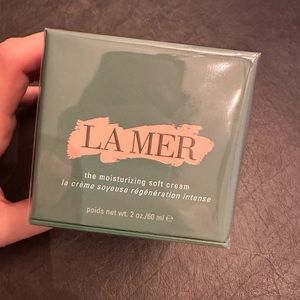 LA MER
the moisturizing soft cream
la crème soyeuse régénération intense
poids net wt. 2 oz./60 ml ℮